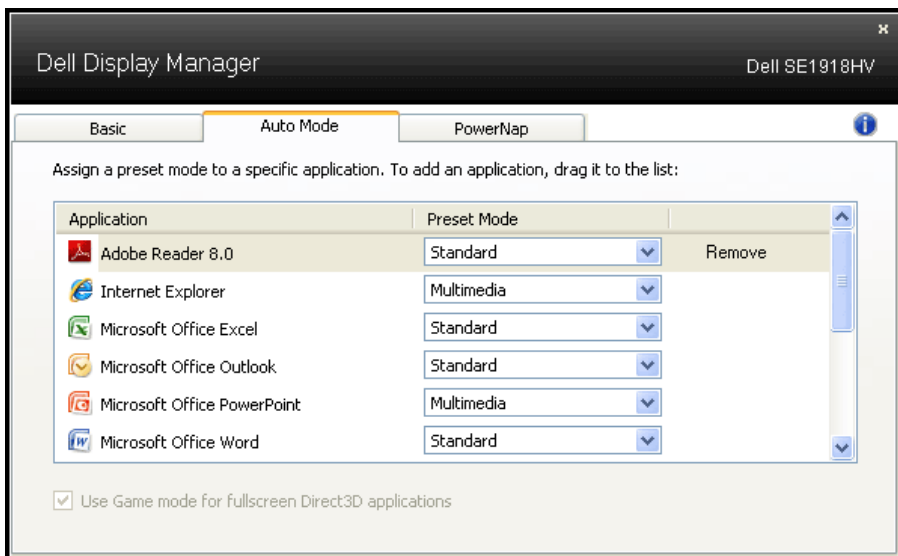 Dell Display Manager
Dell SE1918HV
Basic Auto Mode PowerNap
Assign a preset mode to a specific application. To add an application, drag it to the list:
Application Preset Mode
Adobe Reader 8.0 Standard Remove
Internet Explorer Multimedia
Microsoft Office Excel Standard
Microsoft Office Outlook Standard
Microsoft Office PowerPoint Multimedia
Microsoft Office Word Standard
Use Game mode for fullscreen Direct3D applications